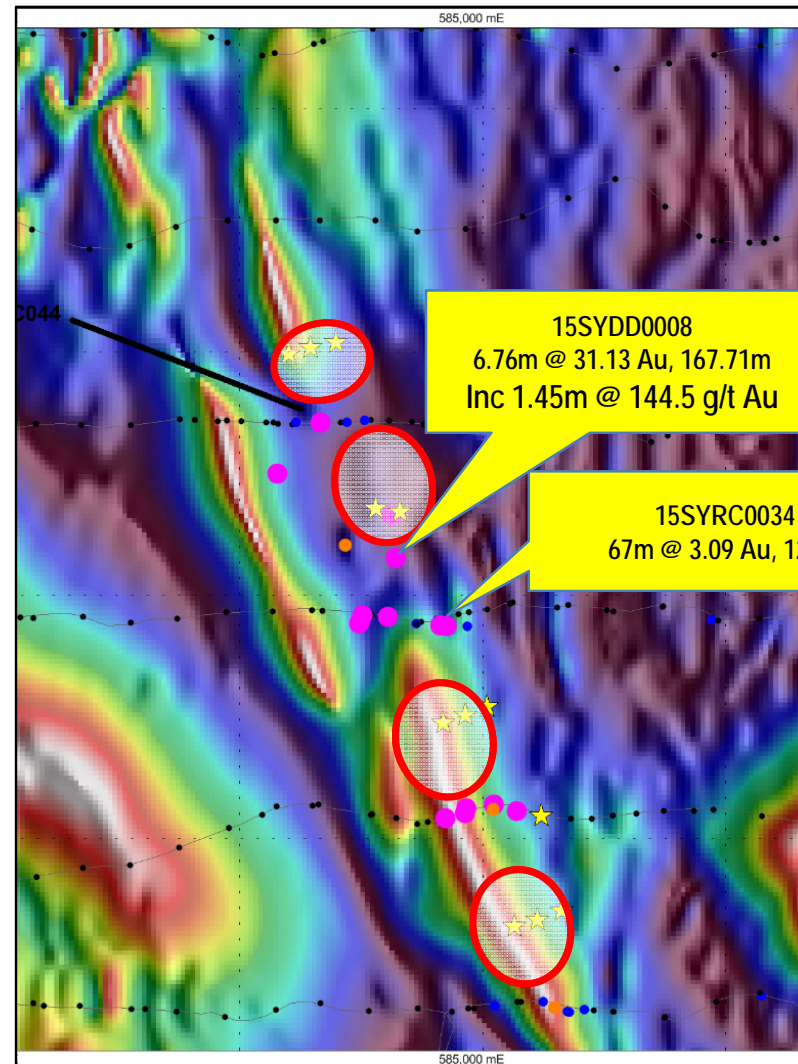 585,000 mE
C044
15SYDD0008
6.76m @ 31.13 Au, 167.71m
Inc 1.45m @ 144.5 g/t Au
15SYRC0034
67m @ 3.09 Au, 12
585,000 mE